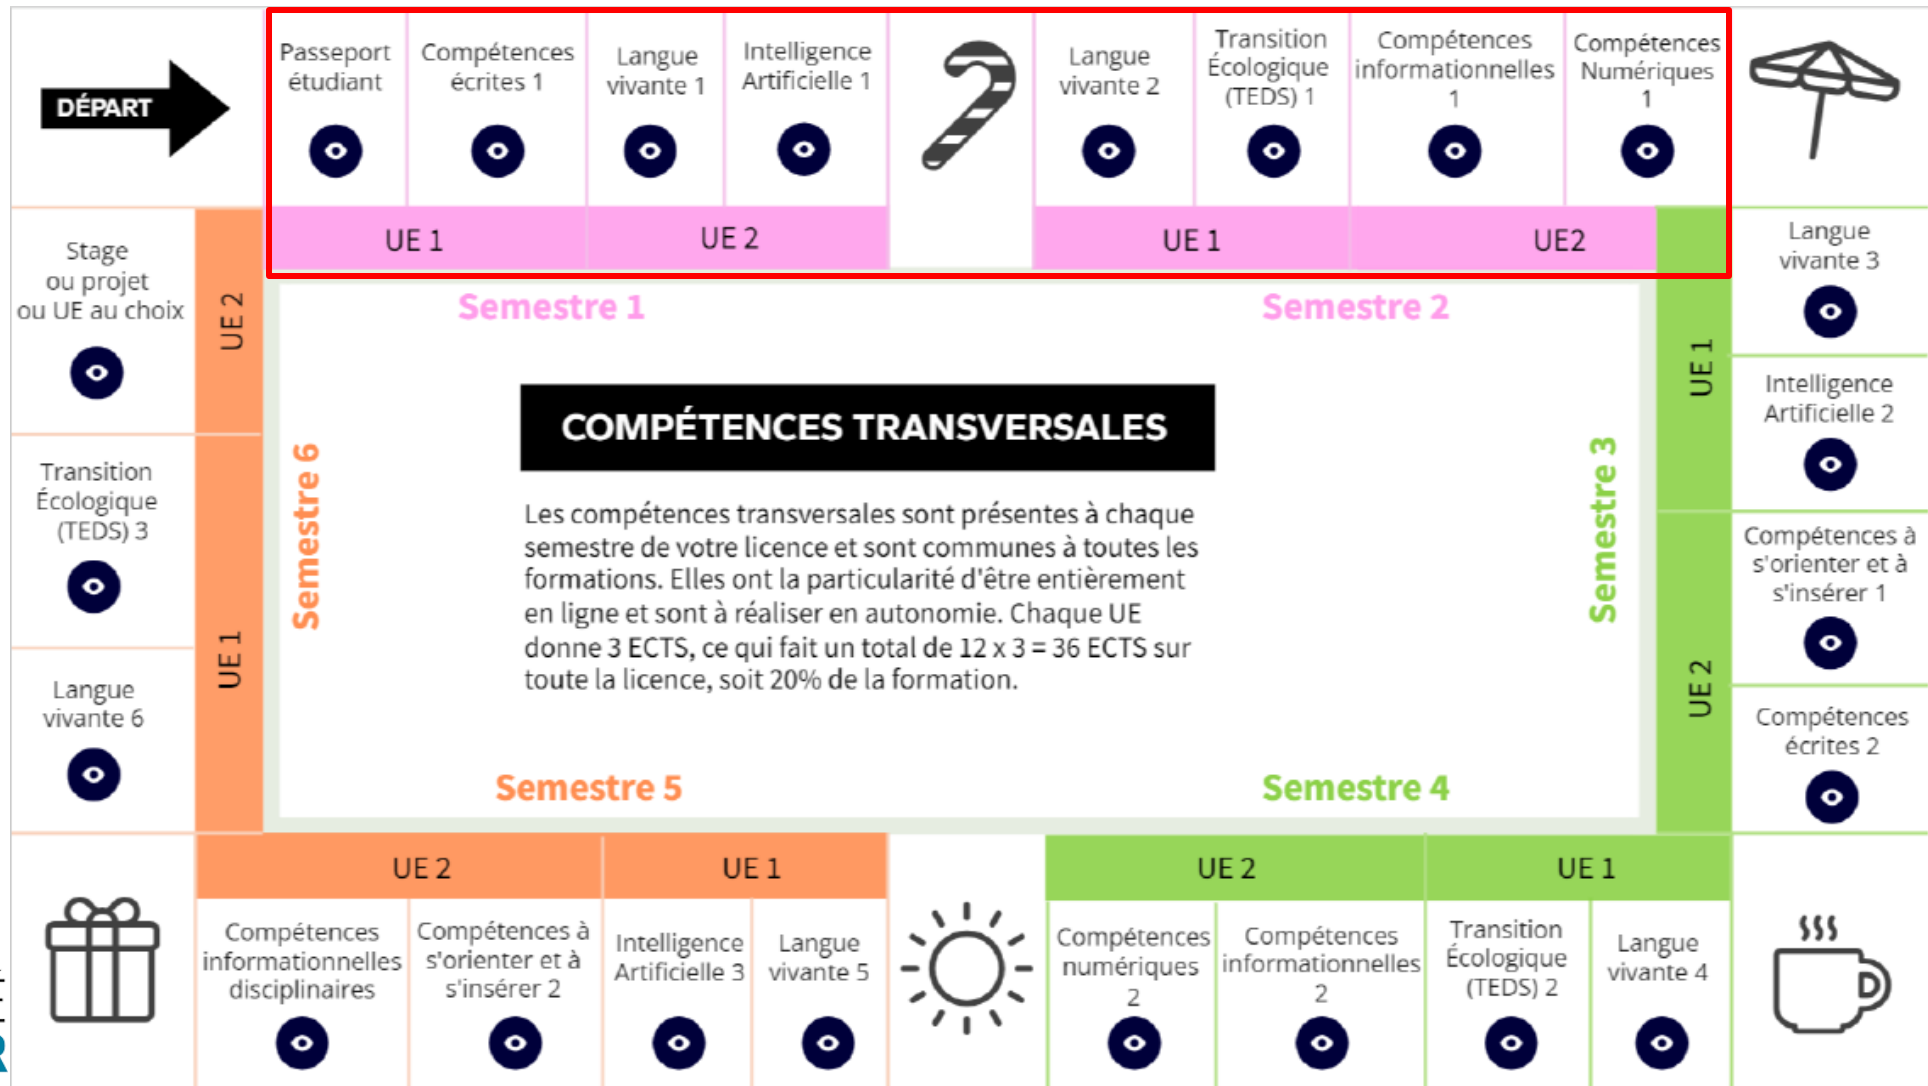 DÉPART
Passeport
étudiant
Compétences
écrites 1
Langue
vivante 1
Intelligence
Artificielle 1
Langue
vivante 2
Transition
Écologique
(TEDS) 1
Compétences
informationnelles
1
Compétences
Numériques
1
UE 1
UE 2
UE 1
UE2
Semestre 1
Semestre 2
Langue
vivante 3
Intelligence
Artificielle 2
UE 1
Compétences à
s'orienter et à
s'insérer 1
Compétences
écrites 2
UE 2
Semestre 3
COMPÉTENCES TRANSVERSALES
Les compétences transversales sont présentes à chaque
semestre de votre licence et sont communes à toutes les
formations. Elles ont la particularité d'être entièrement
en ligne et sont à réaliser en autonomie. Chaque UE
donne 3 ECTS, ce qui fait un total de 12 x 3 = 36 ECTS sur
toute la licence, soit 20% de la formation.
Semestre 4
UE 1
Langue
vivante 4
Transition
Écologique
(TEDS) 2
UE 2
Compétences
informationnelles
2
Compétences
numériques
2
Semestre 5
UE 1
Langue
vivante 5
Intelligence
Artificielle 3
UE 2
Compétences à
s'orienter et à
s'insérer 2
Compétences
informationnelles
disciplinaires
Semestre 6
UE 1
Langue
vivante 6
Transition
Écologique
(TEDS) 3
UE 2
Stage
ou projet
ou UE au choix
R